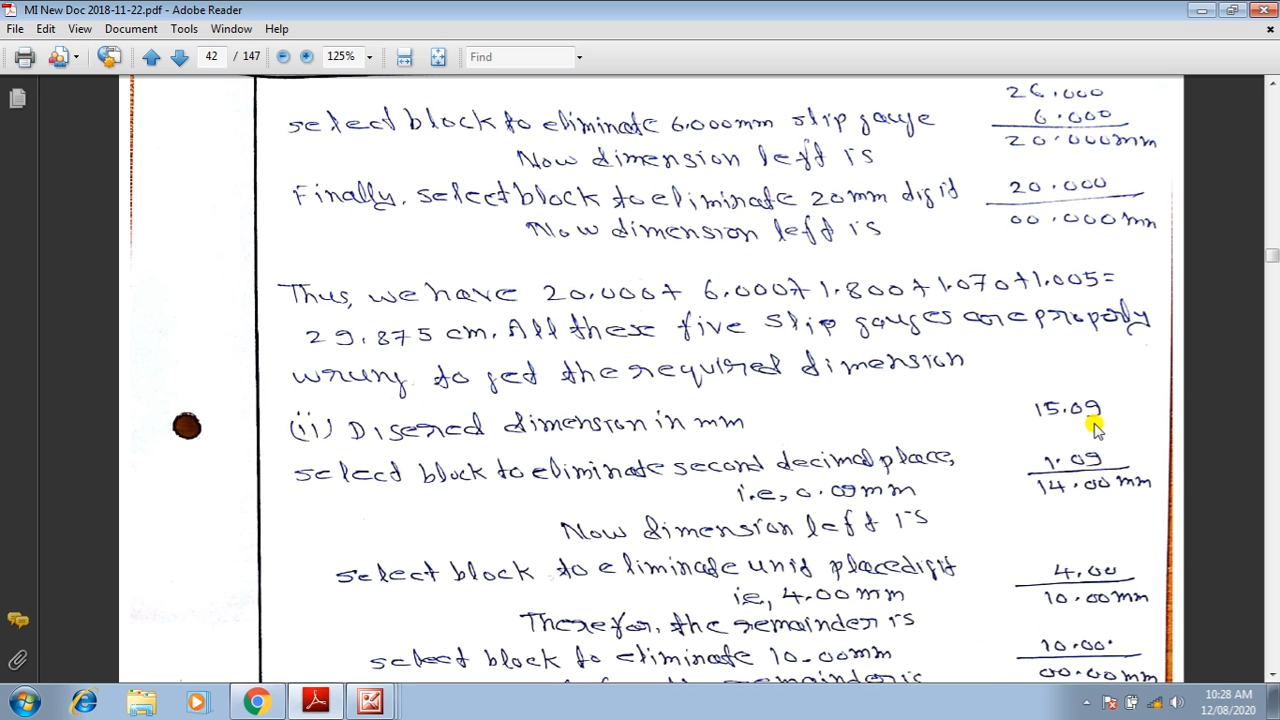 MI New Doc 2018-11-22.pdf - Adobe Reader
File Edit View Document Tools Window Help
42 / 147 125% Find
26.000
select block to eliminate 6.000mm slip gauge 6.000
Now dimension left is 20.000mm
Finally, select block to eliminate 20mm digit 20.000
Now dimension left is 00.000mm
Thus, we have 20.000+ 6.000+1.800+1.070+1.005=
29.875 cm. All these five slip gauges are properly
wrung to get the required dimension
(ii) Disered dimension in mm 15.09
select block to eliminate second decimal place, 1.09
i.e, 0.09mm 14.00mm
Now dimension left is
select block to eliminate unit place digit 4.00
ie, 4.00mm 10.00mm
Therefor, the remainder is
select block to eliminate 10.00mm 10.00
the remainder is 00.00mm
10:28 AM
12/08/2020